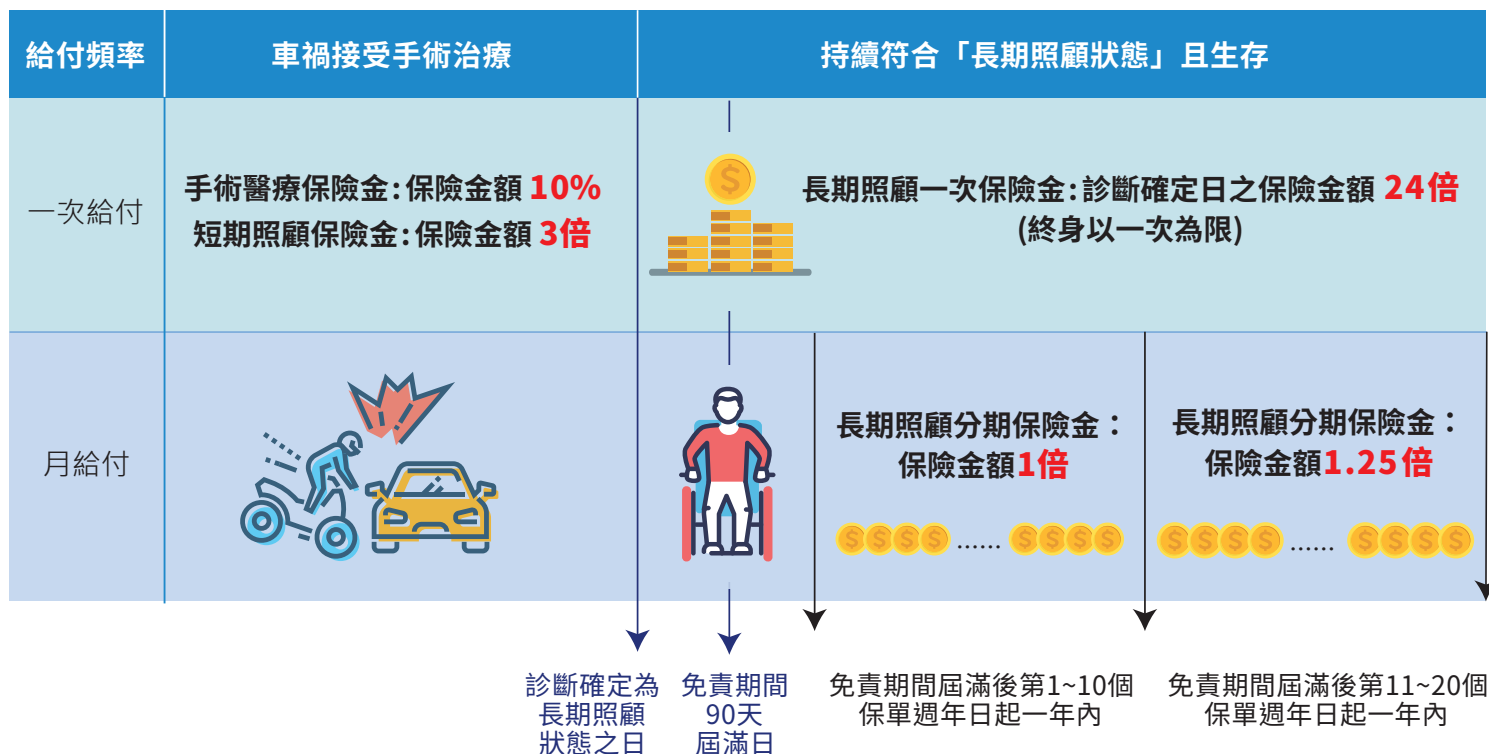 給付頻率
車禍接受手術治療
持續符合「長期照顧狀態」且生存
一次給付
手術醫療保險金：保險金額 10%
短期照顧保險金：保險金額 3倍
長期照顧一次保險金：診斷確定日之保險金額 24倍
(終身以一次為限)
月給付
長期照顧分期保險金：
保險金額1倍
......
長期照顧分期保險金：
保險金額1.25倍
......
診斷確定為
長期照顧
狀態之日
免責期間
90天
屆滿日
免責期間屆滿後第1~10個
保單週年日起一年內
免責期間屆滿後第11~20個
保單週年日起一年內